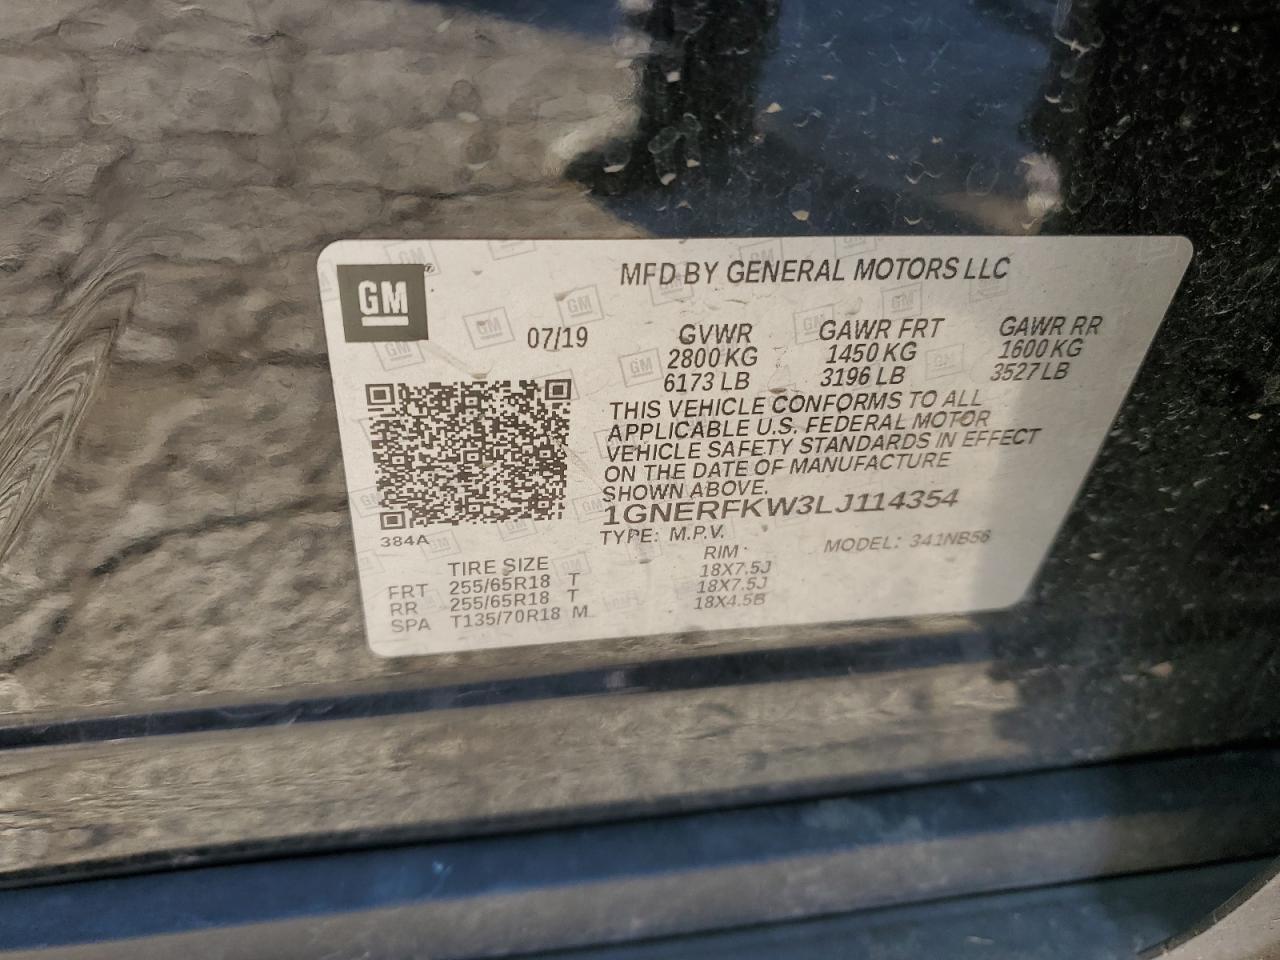 GM
MFD BY GENERAL MOTORS LLC
07/19
GVWR
2800 KG
6173 LB
GAWR FRT
1450 KG
3196 LB
GAWR RR
1600 KG
3527 LB
THIS VEHICLE CONFORMS TO ALL
APPLICABLE U.S. FEDERAL MOTOR
VEHICLE SAFETY STANDARDS IN EFFECT
ON THE DATE OF MANUFACTURE
SHOWN ABOVE.
1GNERFKW3LJ114354
TYPE: M.P.V.
MODEL: 341NB56
384A
TIRE SIZE RIM
FRT 255/65R18 T 18X7.5J
RR 255/65R18 T 18X7.5J
SPA T135/70R18 M 18X4.5B